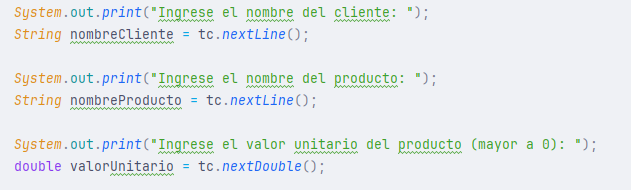 System.out.print("Ingrese el nombre del cliente: ");
String nombreCliente = tc.nextLine();
System.out.print("Ingrese el nombre del producto: ");
String nombreProducto = tc.nextLine();
System.out.print("Ingrese el valor unitario del producto (mayor a 0): ");
double valorUnitario = tc.nextDouble();